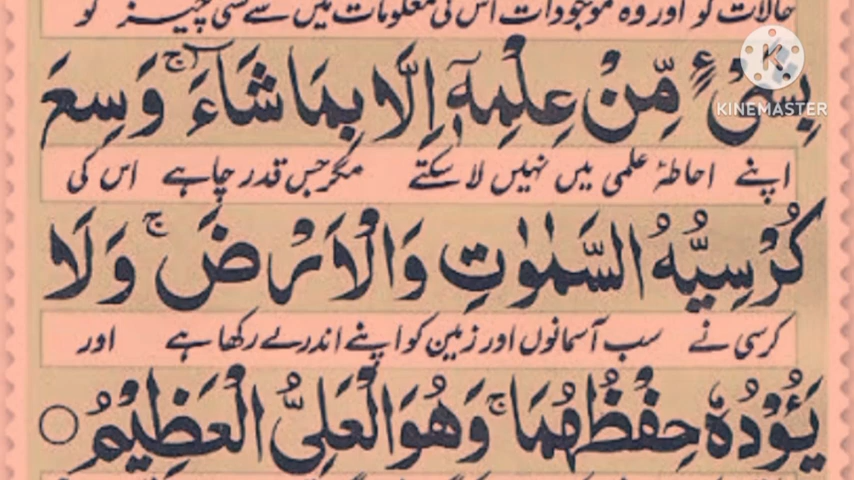 حالات کو اور وہ موجودات اس کی معلومات میں سے کسی چیز کو
بِشَیْءٍ مِّنْ عِلْمِهٖۤ اِلَّا بِمَا شَآءَ ۚ وَسِعَ
KINEMASTER
اپنے احاطۂ علمی میں نہیں لا سکتے مگر جس قدر چاہے اس کی
كُرْسِیُّهُ السَّمٰوٰتِ وَالْاَرْضَ ۚ وَلَا
کرسی نے سب آسمانوں اور زمین کو اپنے اندر لے رکھا ہے اور
یَـُٔوْدُهٗ حِفْظُهُمَا ۚ وَهُوَ الْعَلِیُّ الْعَظِیْمُ ○